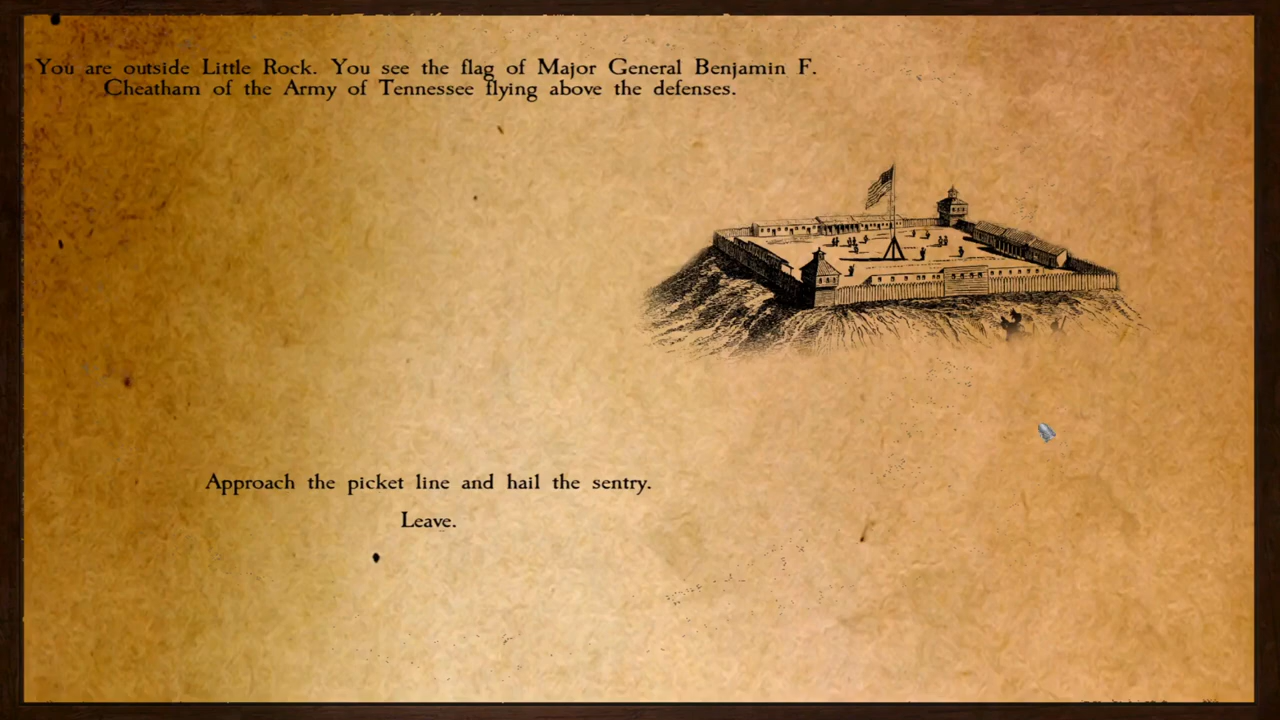 You are outside Little Rock. You see the flag of Major General Benjamin F.
Cheatham of the Army of Tennessee flying above the defenses.
Approach the picket line and hail the sentry.
Leave.